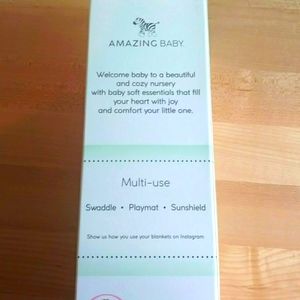 AMAZING BABY.
Welcome baby to a beautiful
and cozy nursery
with baby soft essentials that fill
your heart with joy
and comfort your little one.
Multi-use
Swaddle • Playmat • Sunshield
Show us how you use your blankets on Instagram